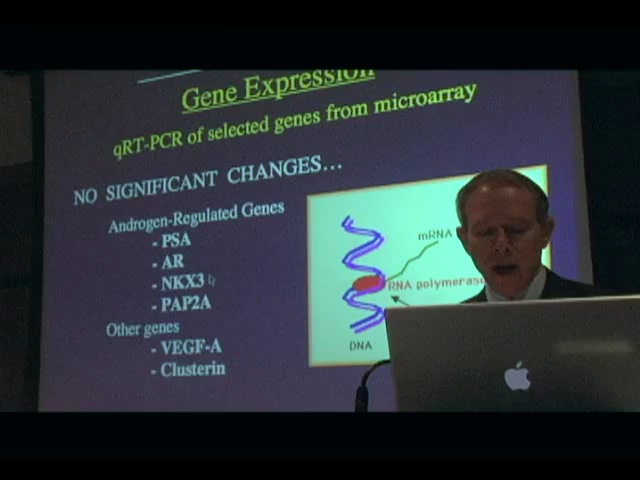 Gene Expression
qRT-PCR of selected genes from microarray
NO SIGNIFICANT CHANGES...
Androgen-Regulated Genes
- PSA
- AR
- NKX3
- PAP2A
Other genes
- VEGF-A
- Clusterin
mRNA
RNA polymerase
DNA